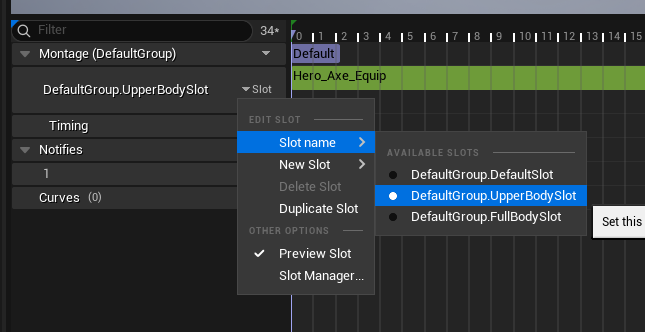 Filter
34*
0 1 2 3 4 5 6 7 8 9 10 11 12 13 14 15
Montage (DefaultGroup)
Default
Hero_Axe_Equip
DefaultGroup.UpperBodySlot
Slot
Timing
Notifies
1
Curves (0)
EDIT SLOT
Slot name
New Slot
Delete Slot
Duplicate Slot
OTHER OPTIONS
Preview Slot
Slot Manager...
AVAILABLE SLOTS
DefaultGroup.DefaultSlot
DefaultGroup.UpperBodySlot
DefaultGroup.FullBodySlot
Set this